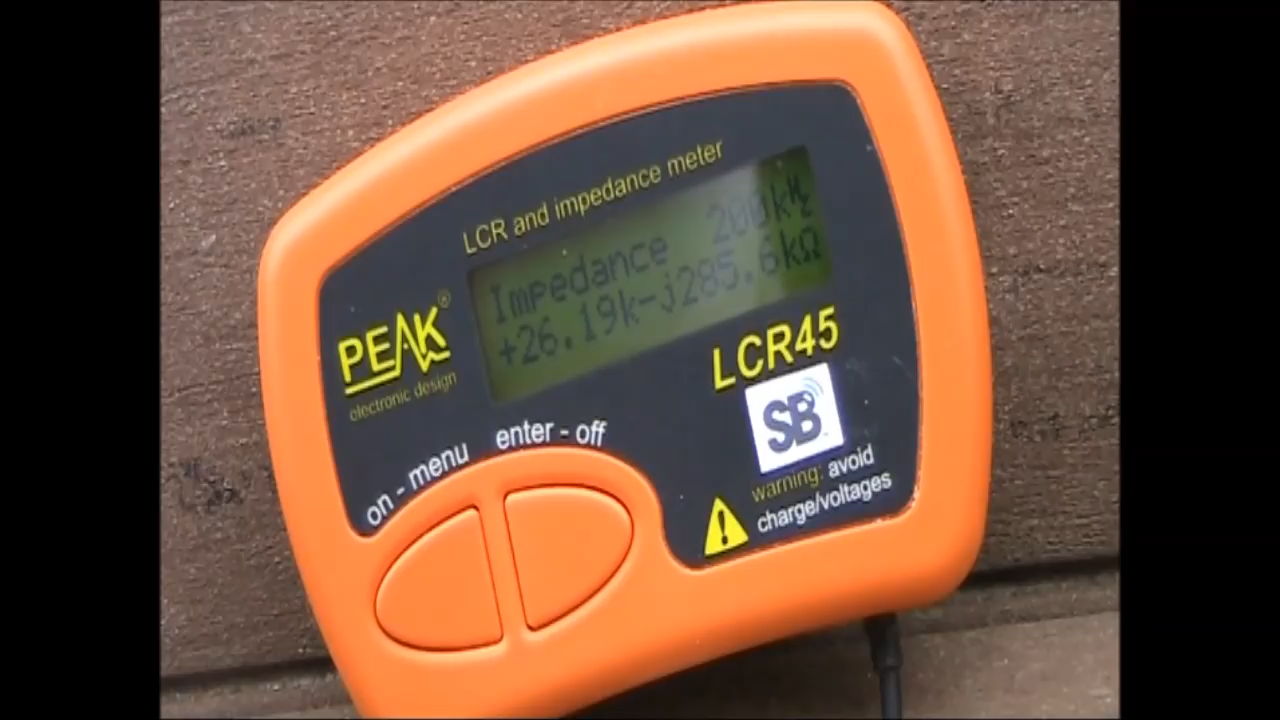 LCR and impedance meter
Impedance 200kHz
+26.19k-j285.6kΩ
PEAK®
electronic design
LCR45
SB
on - menu
enter - off
warning: avoid
charge/voltages